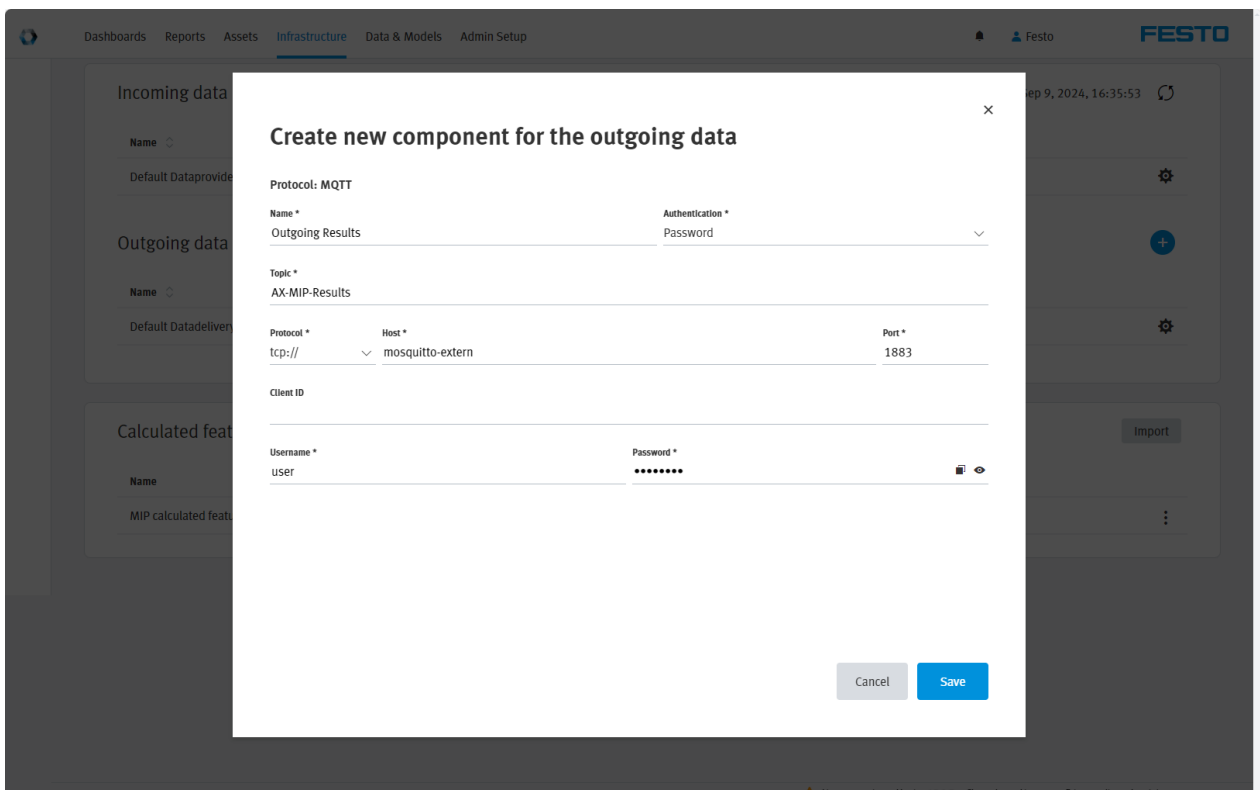 Dashboards Reports Assets Infrastructure Data & Models Admin Setup Festo FESTO
Incoming data Sep 9, 2024, 16:35:53
Name
Default Dataprovide
Outgoing data
Name
Default Datadelivery
Calculated feat Import
Name
MIP calculated featu
Create new component for the outgoing data
Protocol: MQTT
Name * Authentication *
Outgoing Results Password
Topic *
AX-MIP-Results
Protocol * Host * Port *
tcp:// mosquitto-extern 1883
Client ID
Username * Password *
user ••••••••
Cancel Save